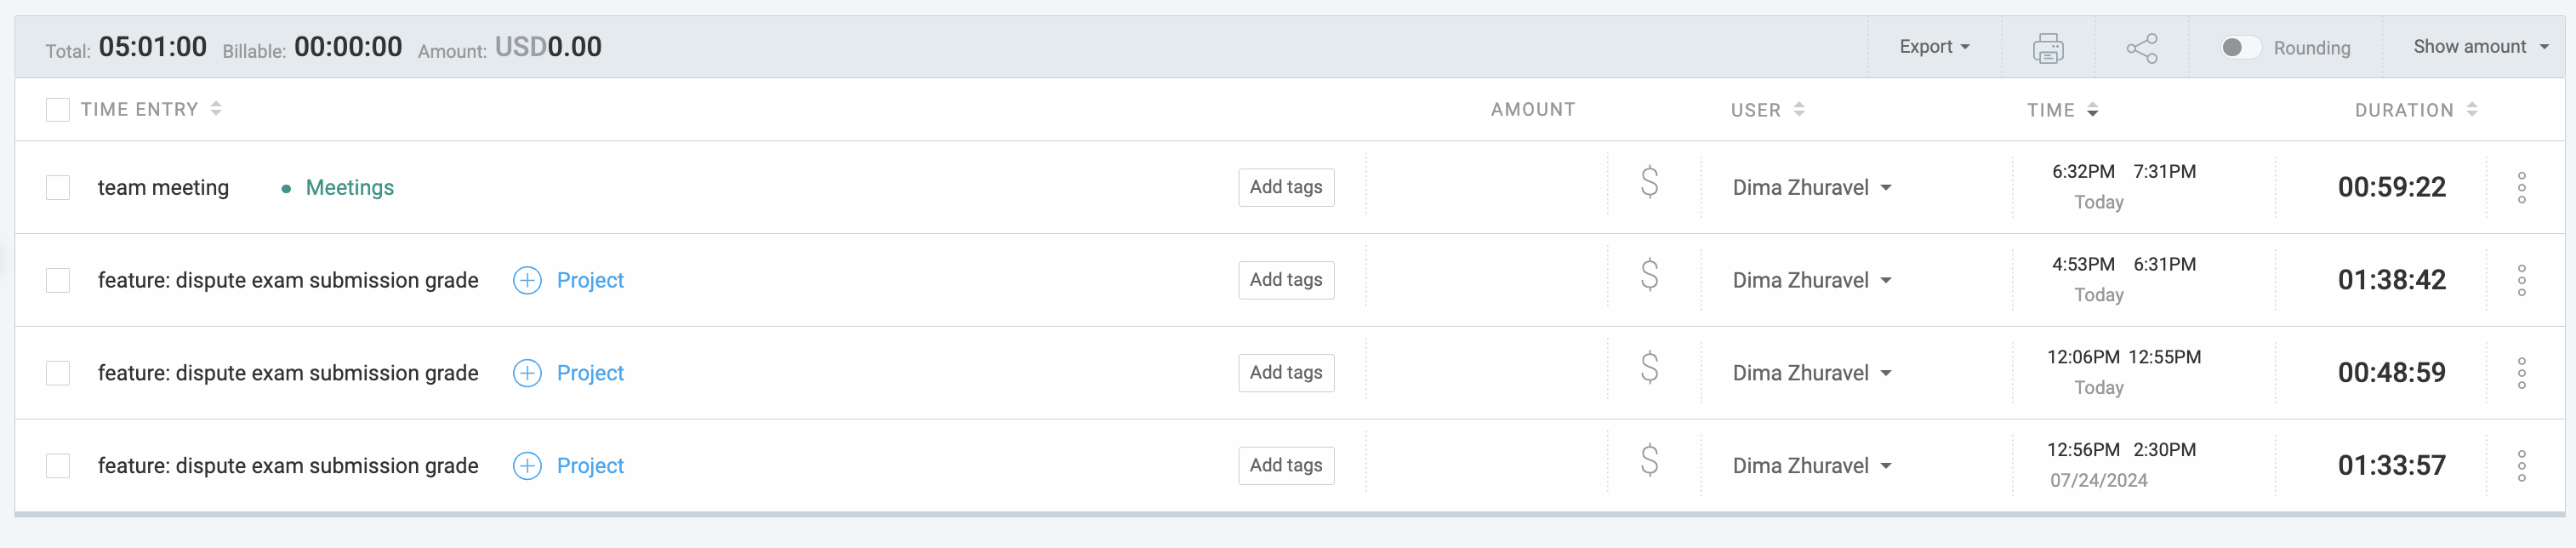 Total: 05:01:00 Billable: 00:00:00 Amount: USD0.00 Export Rounding Show amount
TIME ENTRY AMOUNT USER TIME DURATION
team meeting • Meetings Add tags $ Dima Zhuravel 6:32PM 7:31PM 00:59:22
Today
feature: dispute exam submission grade Project Add tags $ Dima Zhuravel 4:53PM 6:31PM 01:38:42
Today
feature: dispute exam submission grade Project Add tags $ Dima Zhuravel 12:06PM 12:55PM 00:48:59
Today
feature: dispute exam submission grade Project Add tags $ Dima Zhuravel 12:56PM 2:30PM 01:33:57
07/24/2024